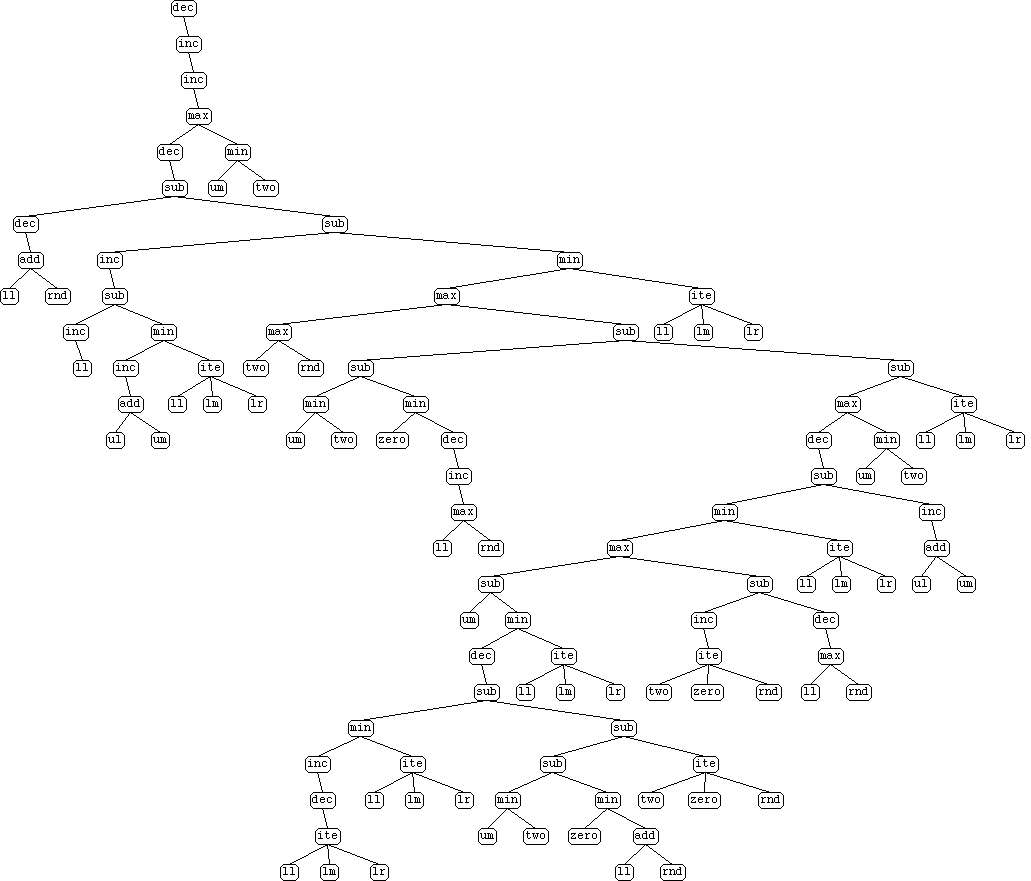 dec
inc
inc
max
dec min
sub um two
dec sub
add inc min
ll rnd sub max ite
inc min max sub ll lm lr
ll inc ite two rnd sub sub
add ll lm lr min min max ite
ul um um two zero dec dec min ll lm lr
inc sub um two
max min inc
ll rnd max ite add
sub sub ll lm lr ul um
um min inc dec
dec ite ite max
sub ll lm lr two zero rnd ll rnd
min sub
inc ite sub ite
dec ll lm lr min min two zero rnd
ite um two zero add
ll lm lr ll rnd